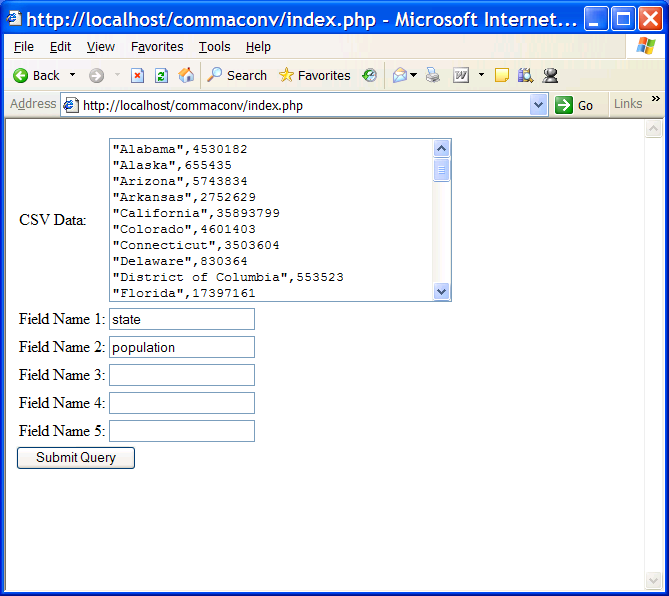 http://localhost/commaconv/index.php - Microsoft Internet...
File Edit View Favorites Tools Help
Back Search Favorites W
Address http://localhost/commaconv/index.php Go Links »
CSV Data:
"Alabama",4530182
"Alaska",655435
"Arizona",5743834
"Arkansas",2752629
"California",35893799
"Colorado",4601403
"Connecticut",3503604
"Delaware",830364
"District of Columbia",553523
"Florida",17397161
Field Name 1: state
Field Name 2: population
Field Name 3:
Field Name 4:
Field Name 5:
Submit Query